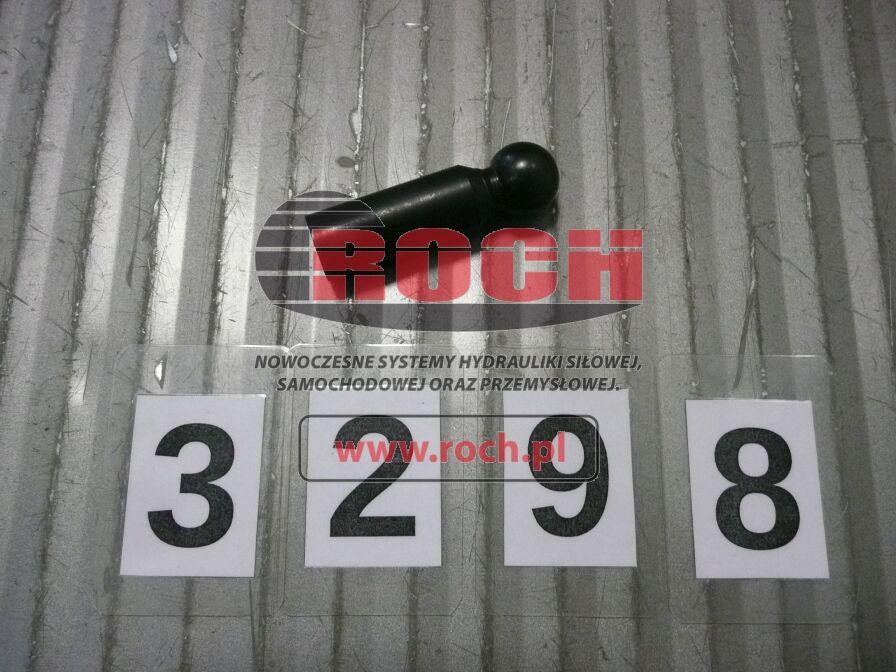 ROCH
NOWOCZESNE SYSTEMY HYDRAULIKI SIŁOWEJ,
SAMOCHODOWEJ ORAZ PRZEMYSŁOWEJ.
www.roch.pl
3 2 9 8